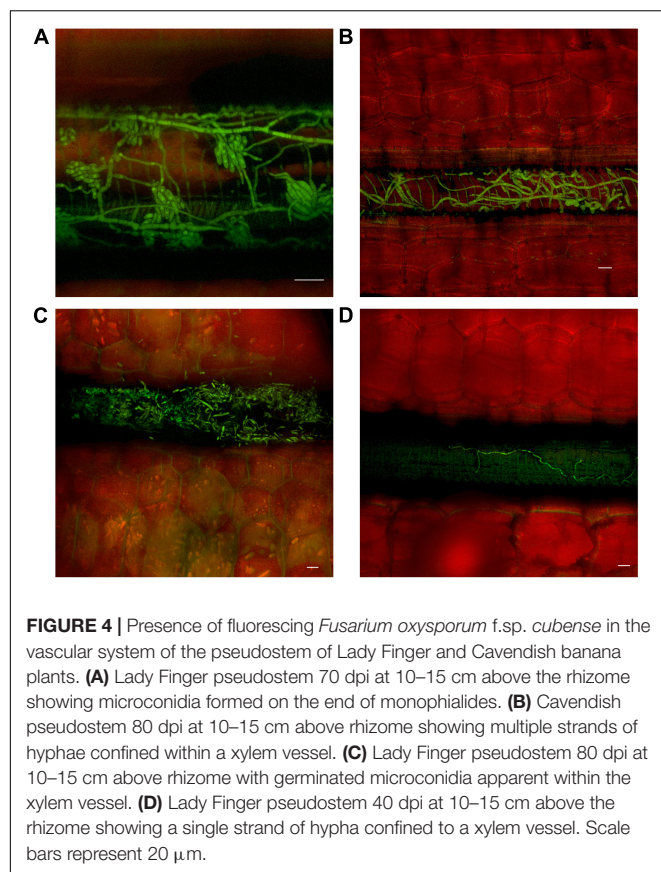 A
B
C
D
FIGURE 4 | Presence of fluorescing Fusarium oxysporum f.sp. cubense in the
vascular system of the pseudostem of Lady Finger and Cavendish banana
plants. (A) Lady Finger pseudostem 70 dpi at 10–15 cm above the rhizome
showing microconidia formed on the end of monophialides. (B) Cavendish
pseudostem 80 dpi at 10–15 cm above rhizome showing multiple strands of
hyphae confined within a xylem vessel. (C) Lady Finger pseudostem 80 dpi at
10–15 cm above rhizome with germinated microconidia apparent within the
xylem vessel. (D) Lady Finger pseudostem 40 dpi at 10–15 cm above the
rhizome showing a single strand of hypha confined to a xylem vessel. Scale
bars represent 20 μm.